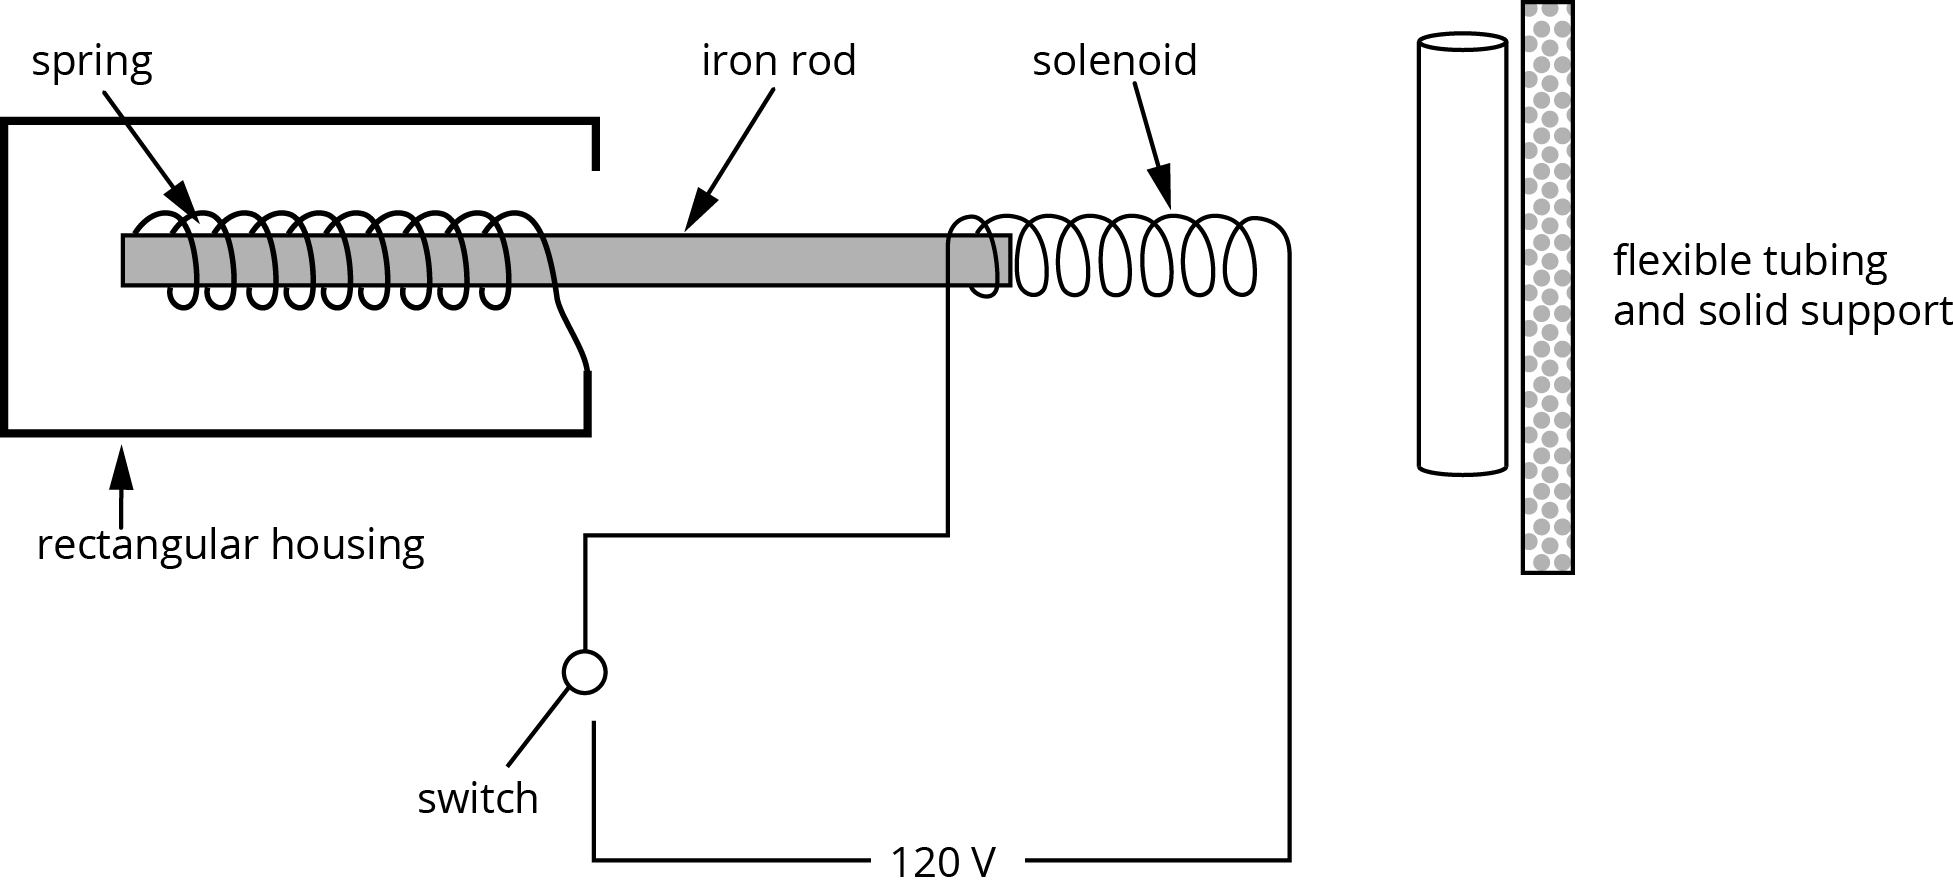 spring
iron rod
solenoid
flexible tubing
and solid support
rectangular housing
switch
120 V